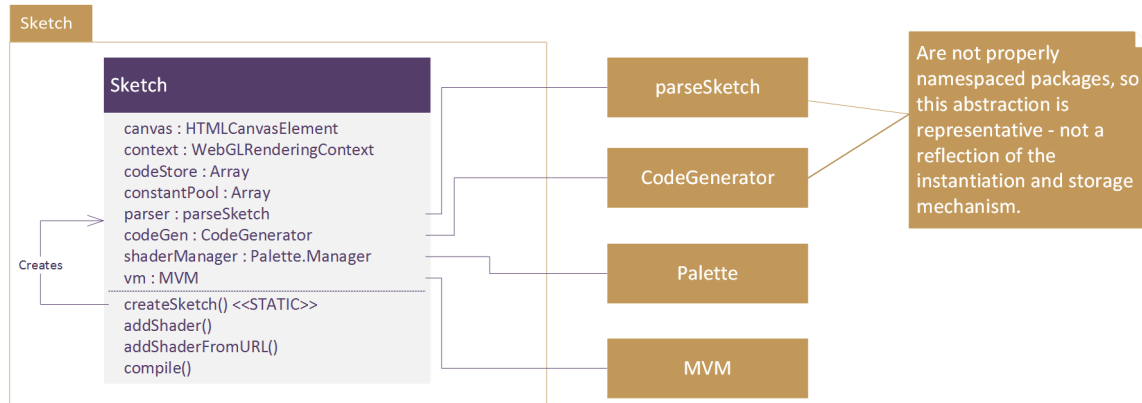 Sketch
Sketch
canvas : HTMLCanvasElement
context : WebGLRenderingContext
codeStore : Array
constantPool : Array
parser : parseSketch
codeGen : CodeGenerator
shaderManager : Palette.Manager
vm : MVM
Creates
createSketch() <<STATIC>>
addShader()
addShaderFromURL()
compile()
parseSketch
CodeGenerator
Palette
MVM
Are not properly
namespaced packages, so
this abstraction is
representative - not a
reflection of the
instantiation and storage
mechanism.